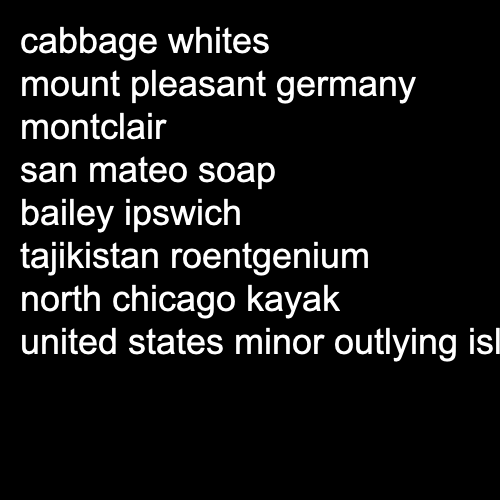 cabbage whites
mount pleasant germany
montclair
san mateo soap
bailey ipswich
tajikistan roentgenium
north chicago kayak
united states minor outlying